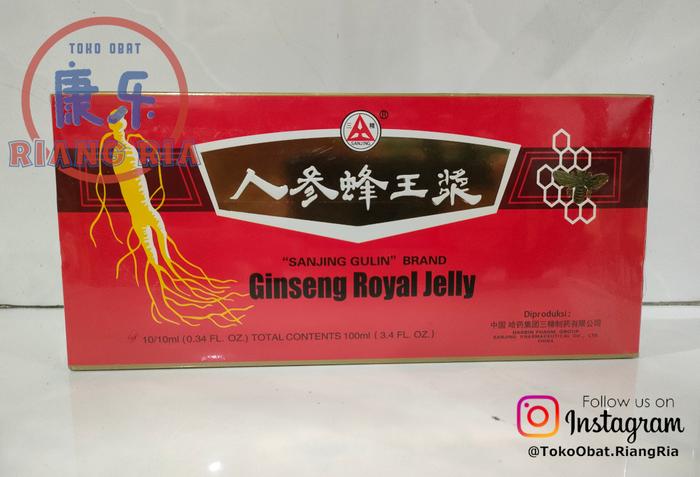 TOKO OBAT
康乐
RIANG RIA
三精
SANJING
®
人参蜂王浆
"SANJING GULIN" BRAND
Ginseng Royal Jelly
Diproduksi :
中国 哈药集团三精制药有限公司
HARBIN PHARM. GROUP
SANJING PHARMACEUTICAL CO., LTD.
CHINA
10/10ml (0.34 FL. OZ.) TOTAL CONTENTS 100ml ( 3.4 FL. OZ.)
Follow us on
Instagram
@TokoObat.RiangRia